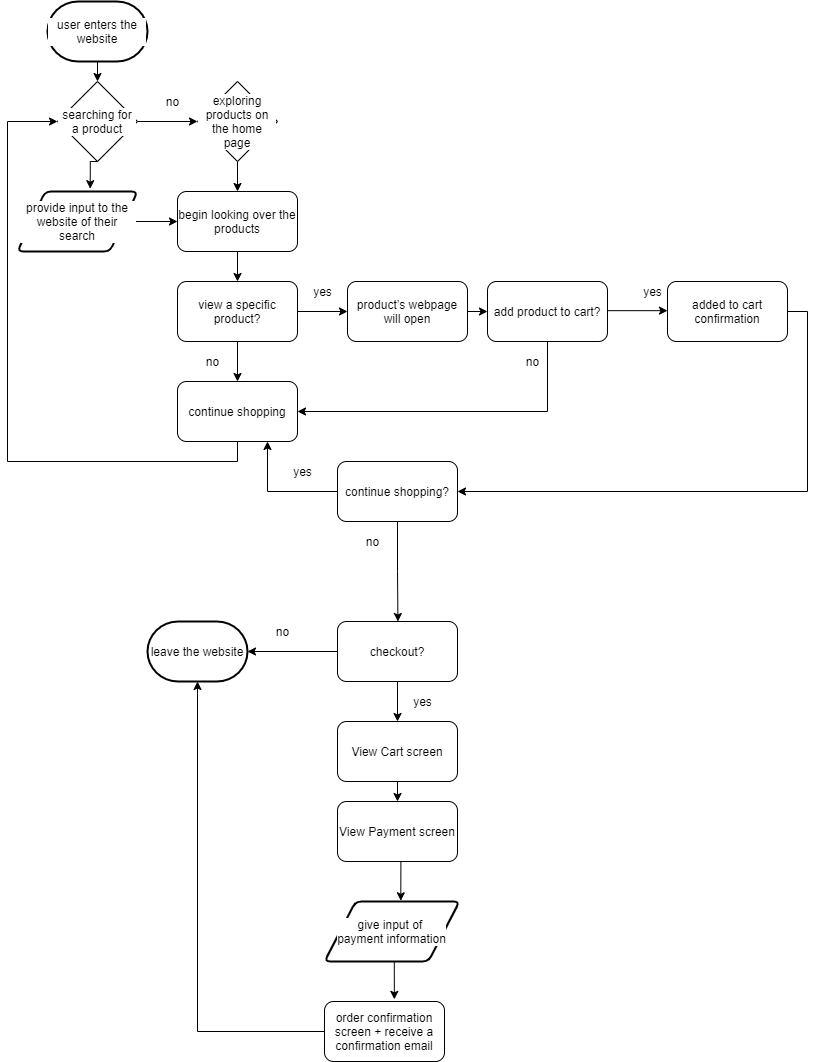 user enters the
website
searching for
a product
no
exploring
products on
the home
page
provide input to the
website of their
search
begin looking over the
products
view a specific
product?
yes
product's webpage
will open
add product to cart?
yes
added to cart
confirmation
no
no
continue shopping
yes
continue shopping?
no
no
leave the website
checkout?
yes
View Cart screen
View Payment screen
give input of
payment information
order confirmation
screen + receive a
confirmation email